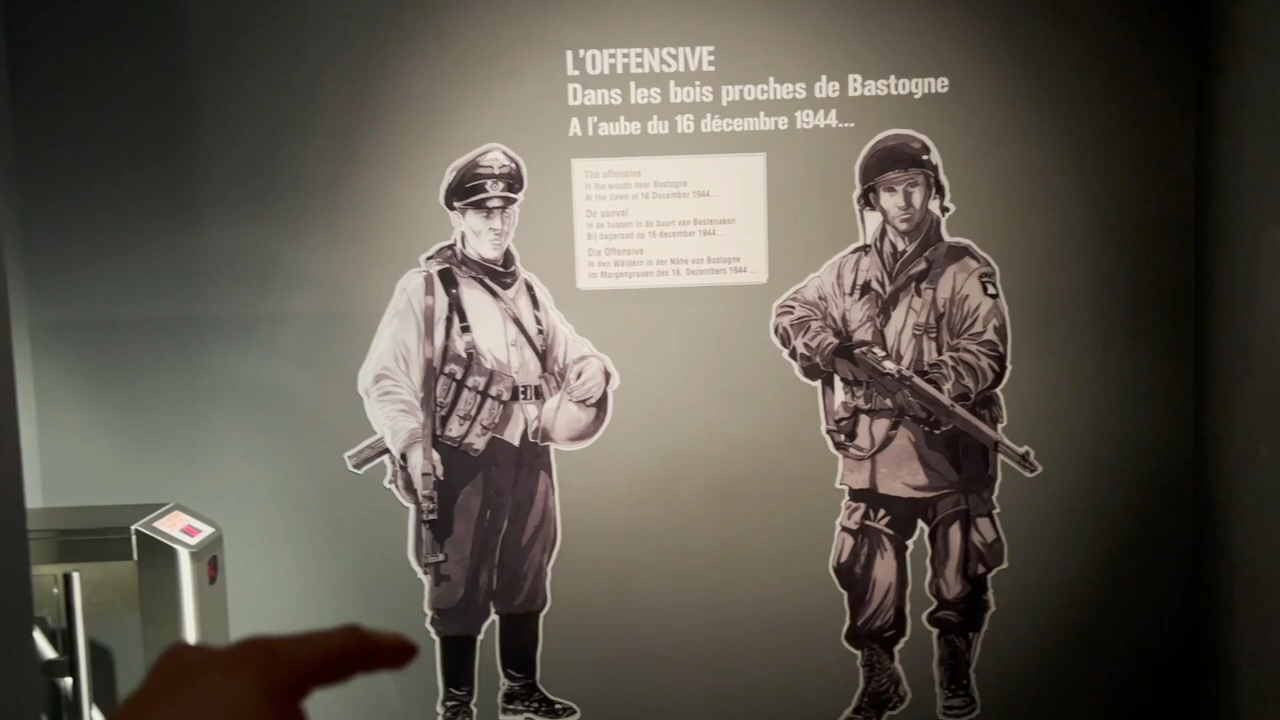 L'OFFENSIVE
Dans les bois proches de Bastogne
A l'aube du 16 décembre 1944...
The offensive
In the woods near Bastogne
At the dawn of 16 December 1944...
De aanval
In de bossen in de buurt van Bastenaken
Bij dageraad op 16 december 1944...
Die Offensive
In den Wäldern in der Nähe von Bastogne
Im Morgengrauen des 16. Dezembers 1944 ...